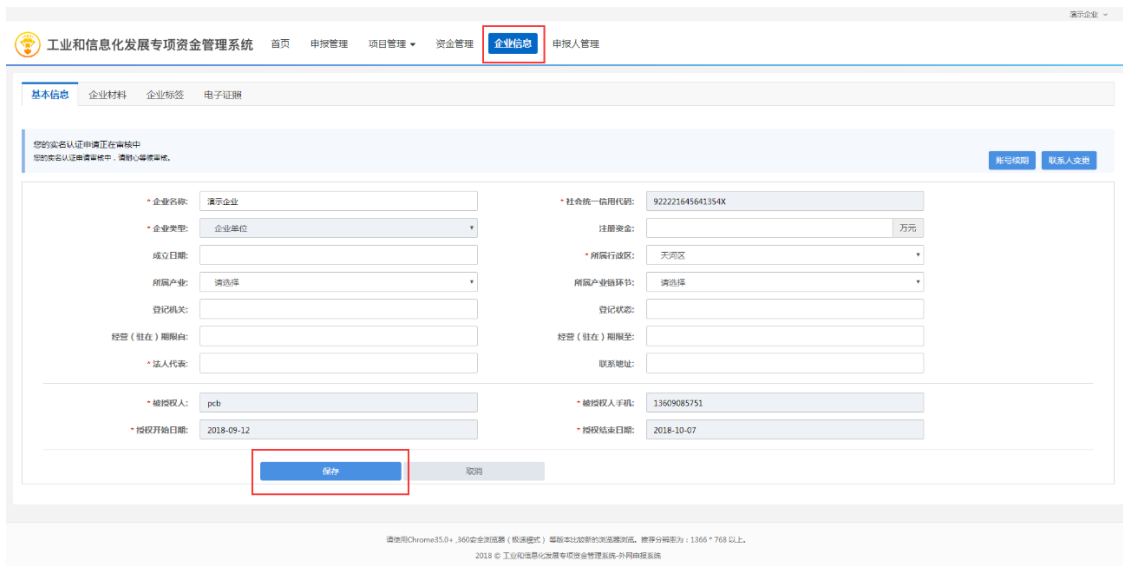 演示企业
工业和信息化发展专项资金管理系统 首页 申报管理 项目管理 资金管理 企业信息 申报人管理
基本信息 企业材料 企业标签 电子证照
您的实名认证申请正在审核中
您的实名认证申请审核中，请耐心等候审核。
账号续期 联系人变更
* 企业名称: 演示企业 * 社会统一信用代码: 92222164564135​4X
* 企业类型: 企业单位 注册资金: 万元
成立日期: * 所属行政区: 天河区
所属产业: 请选择 所属产业链环节: 请选择
登记机关: 登记状态:
经营（驻在）期限自: 经营（驻在）期限至:
* 法人代表: 联系地址:
* 被授权人: pcb * 被授权人手机: 13609085751
* 授权开始日期: 2018-09-12 * 授权结束日期: 2018-10-07
保存 取消
请使用Chrome35.0+ ,360安全浏览器（极速模式）等版本比较新的浏览器浏览。推荐分辨率为：1366 * 768 以上。
2018 © 工业和信息化发展专项资金管理系统-外网申报系统